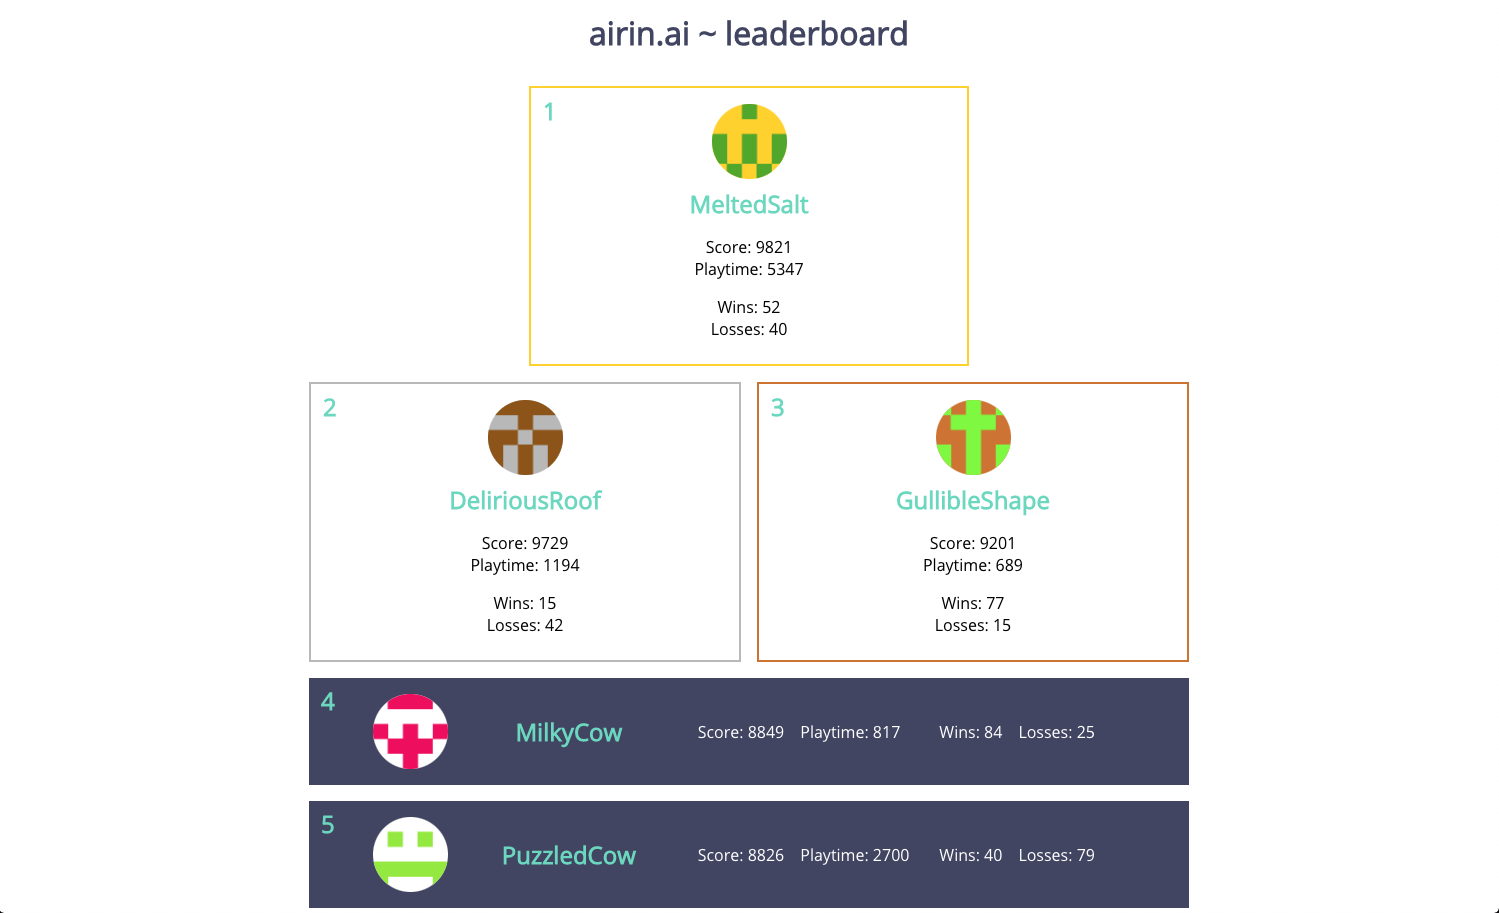 airin.ai ~ leaderboard
1
MeltedSalt
Score: 9821
Playtime: 5347
Wins: 52
Losses: 40
2
DeliriousRoof
Score: 9729
Playtime: 1194
Wins: 15
Losses: 42
3
GullibleShape
Score: 9201
Playtime: 689
Wins: 77
Losses: 15
4
MilkyCow
Score: 8849 Playtime: 817 Wins: 84 Losses: 25
5
PuzzledCow
Score: 8826 Playtime: 2700 Wins: 40 Losses: 79